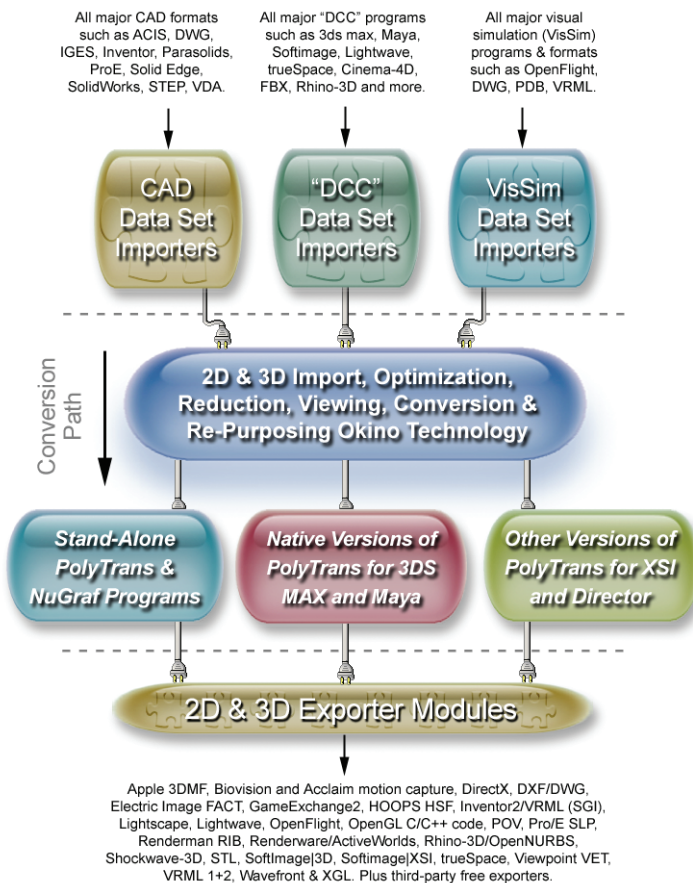 All major CAD formats
such as ACIS, DWG,
IGES, Inventor, Parasolids,
ProE, Solid Edge,
SolidWorks, STEP, VDA.
All major “DCC” programs
such as 3ds max, Maya,
Softimage, Lightwave,
trueSpace, Cinema-4D,
FBX, Rhino-3D and more.
All major visual
simulation (VisSim)
programs & formats
such as OpenFlight,
DWG, PDB, VRML.
CAD
Data Set
Importers
“DCC”
Data Set
Importers
VisSim
Data Set
Importers
Conversion
Path
2D & 3D Import, Optimization,
Reduction, Viewing, Conversion &
Re-Purposing Okino Technology
Stand-Alone
PolyTrans &
NuGraf Programs
Native Versions of
PolyTrans for 3DS
MAX and Maya
Other Versions of
PolyTrans for XSI
and Director
2D & 3D Exporter Modules
Apple 3DMF, Biovision and Acclaim motion capture, DirectX, DXF/DWG,
Electric Image FACT, GameExchange2, HOOPS HSF, Inventor2/VRML (SGI),
Lightscape, Lightwave, OpenFlight, OpenGL C/C++ code, POV, Pro/E SLP,
Renderman RIB, Renderware/ActiveWorlds, Rhino-3D/OpenNURBS,
Shockwave-3D, STL, SoftImage|3D, Softimage|XSI, trueSpace, Viewpoint VET,
VRML 1+2, Wavefront & XGL. Plus third-party free exporters.